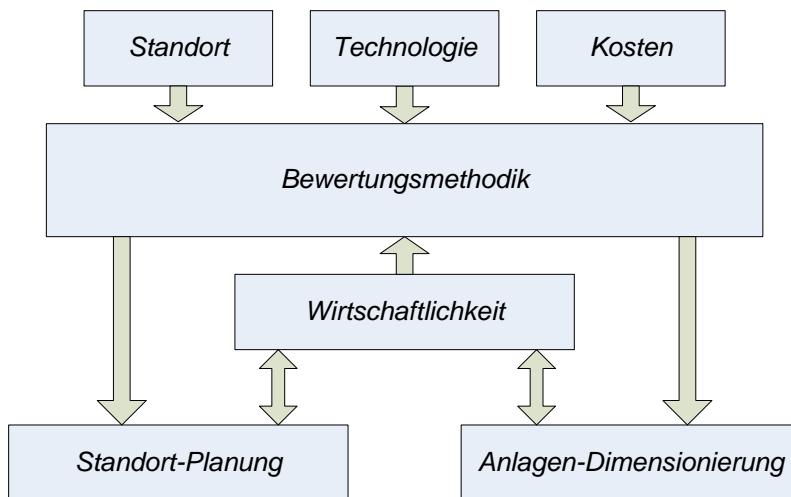 Standort
Technologie
Kosten
Bewertungsmethodik
Wirtschaftlichkeit
Standort-Planung
Anlagen-Dimensionierung